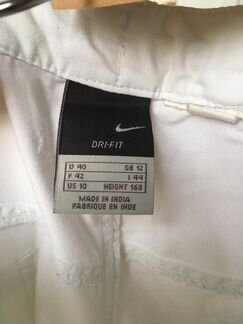 DRI-FIT
D 40 GB 12
F 42 I 44
US 10 HEIGHT 168
MADE IN INDIA
FABRIQUE EN INDE